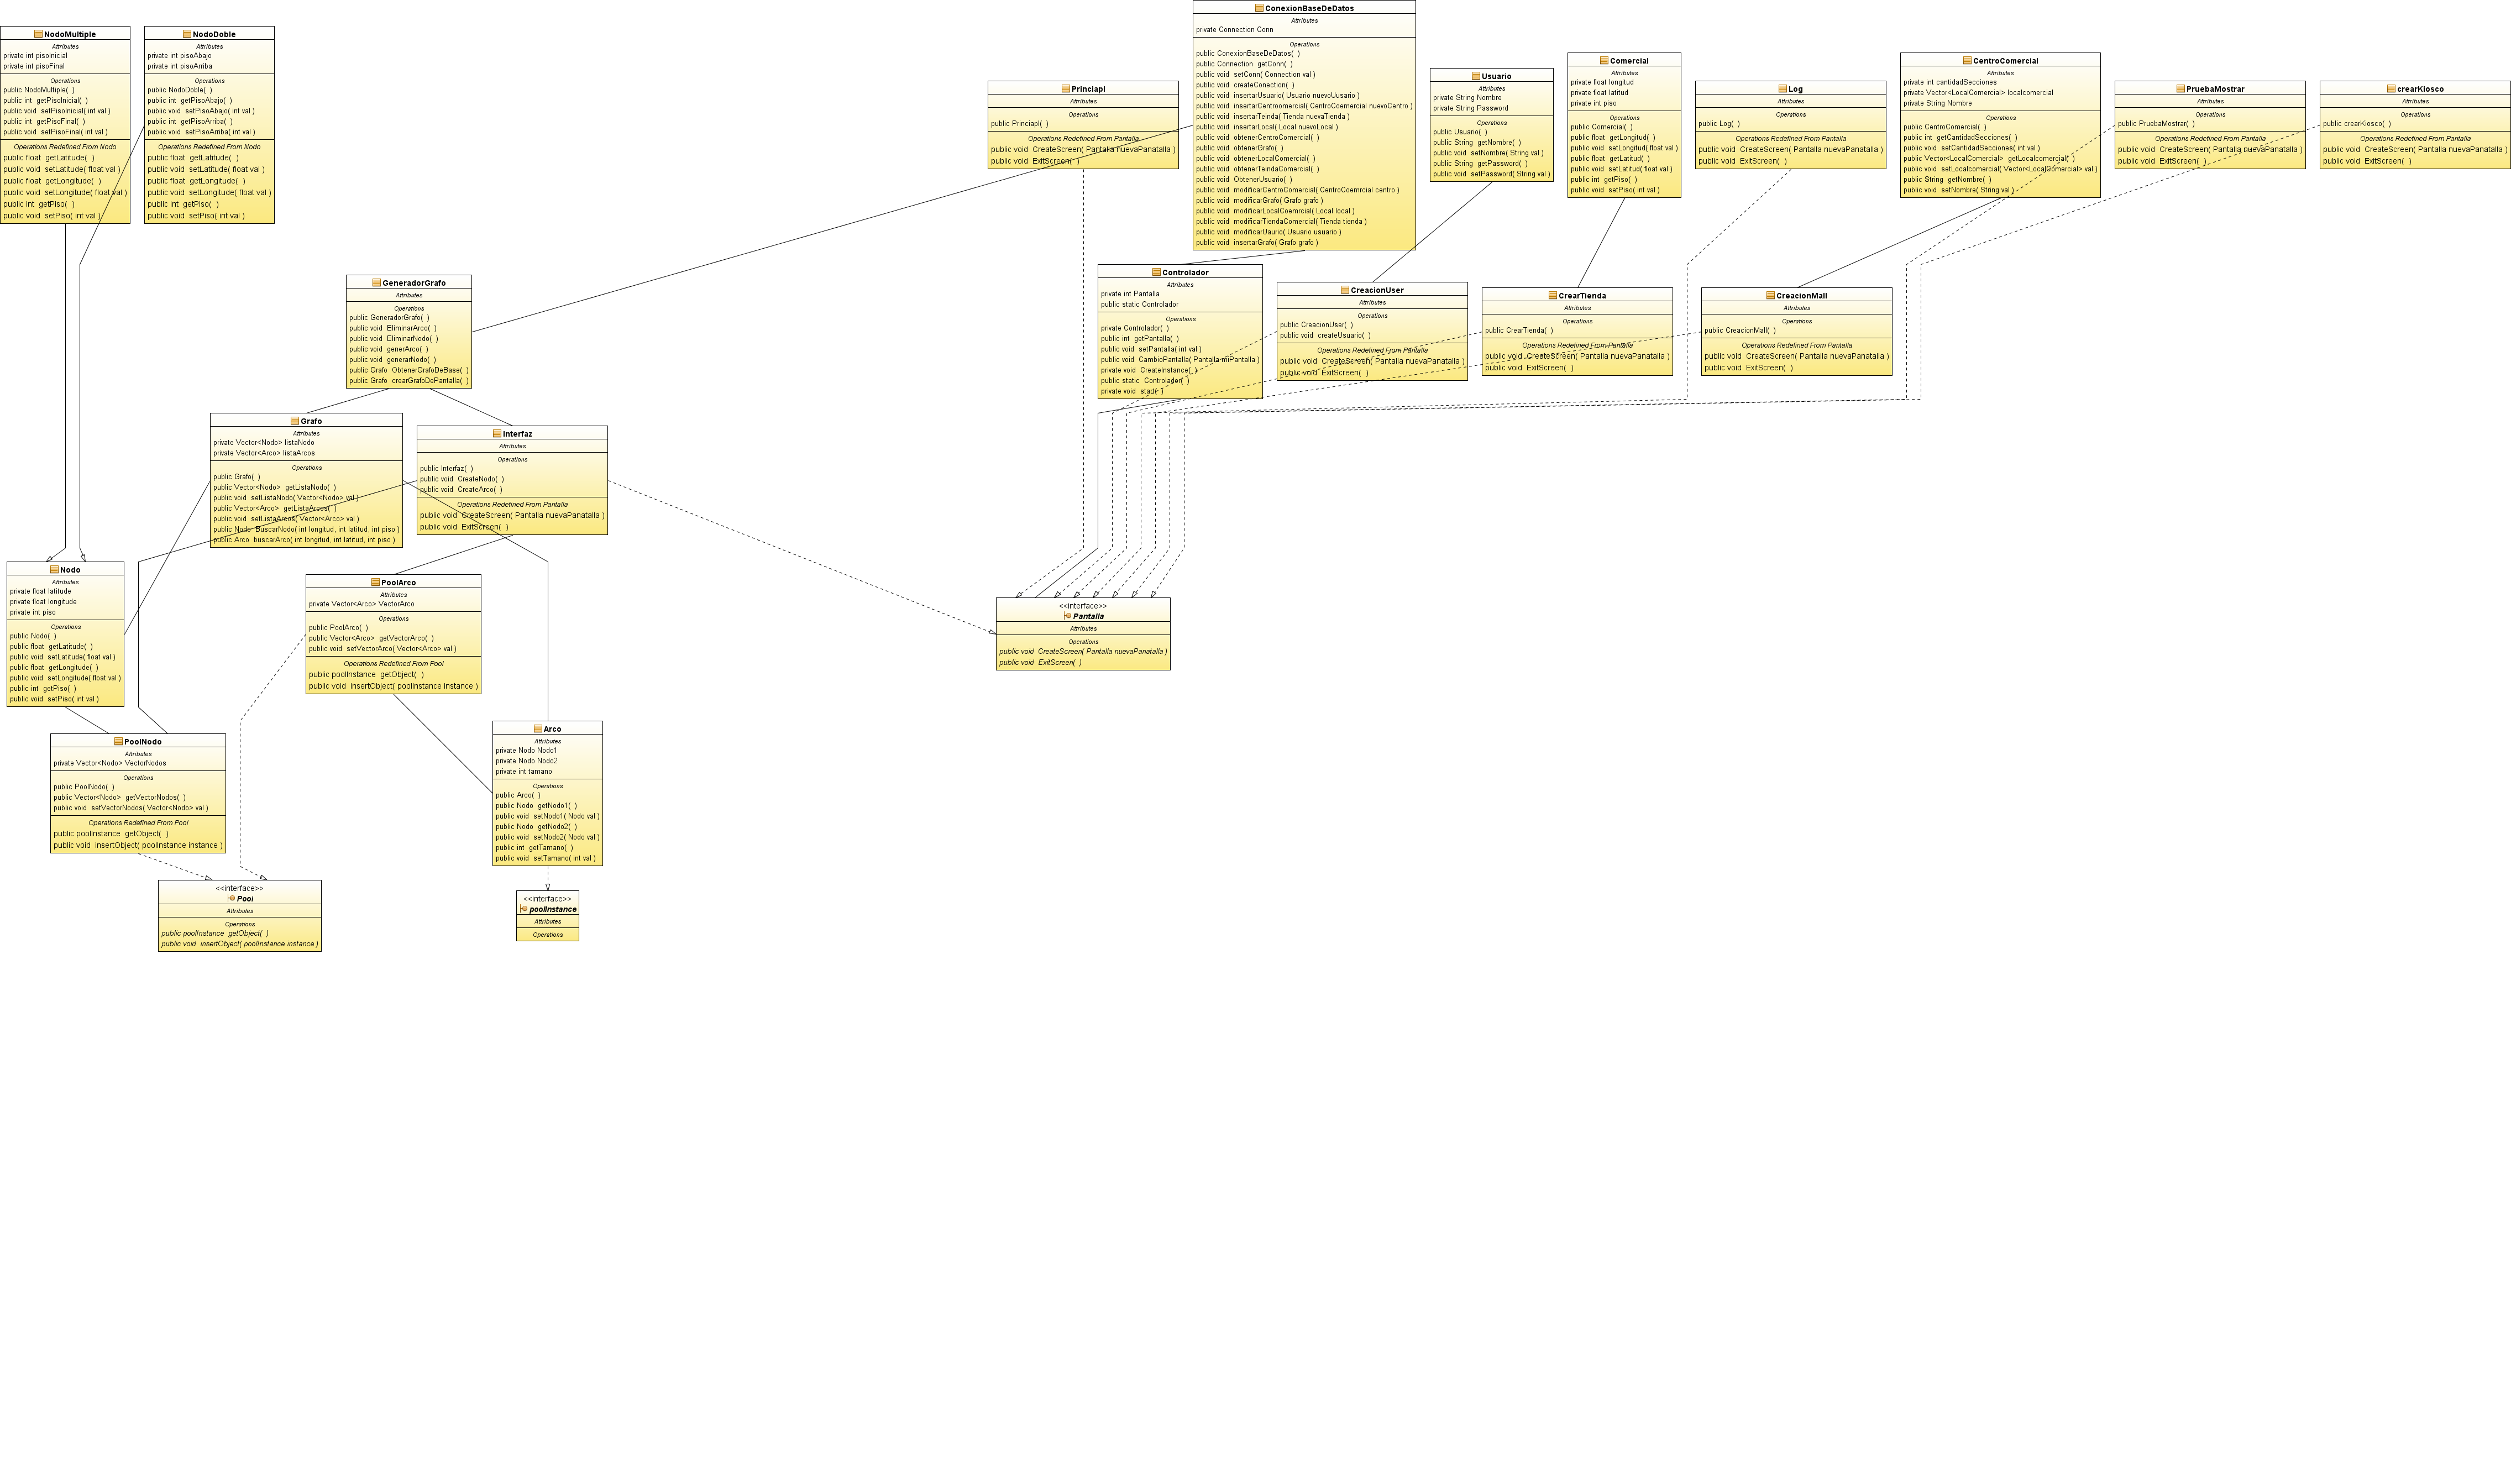 NodoMultiple
Attributes
private int pisoInicial
private int pisoFinal
Operations
public NodoMultiple(  )
public int  getPisoInicial(  )
public void  setPisoInicial( int val )
public int  getPisoFinal(  )
public void  setPisoFinal( int val )
Operations Redefined From Nodo
public float  getLatitude(  )
public void  setLatitude( float val )
public float  getLongitude(  )
public void  setLongitude( float val )
public int  getPiso(  )
public void  setPiso( int val )
NodoDoble
Attributes
private int pisoAbajo
private int pisoArriba
Operations
public NodoDoble(  )
public int  getPisoAbajo(  )
public void  setPisoAbajo( int val )
public int  getPisoArriba(  )
public void  setPisoArriba( int val )
Operations Redefined From Nodo
public float  getLatitude(  )
public void  setLatitude( float val )
public float  getLongitude(  )
public void  setLongitude( float val )
public int  getPiso(  )
public void  setPiso( int val )
Princiapl
Attributes
Operations
public Princiapl(  )
Operations Redefined From Pantalla
public void  CreateScreen( Pantalla nuevaPanatalla )
public void  ExitScreen(  )
ConexionBaseDeDatos
Attributes
private Connection Conn
Operations
public ConexionBaseDeDatos(  )
public Connection  getConn(  )
public void  setConn( Connection val )
public void  createConection(  )
public void  insertarUsuario( Usuario nuevoUusario )
public void  insertarCentroomercial( CentroCoemercial nuevoCentro )
public void  insertarTeinda( Tienda nuevaTienda )
public void  insertarLocal( Local nuevoLocal )
public void  obtenerCentroComercial(  )
public void  obtenerGrafo(  )
public void  obtenerLocalComercial(  )
public void  obtenerTeindaComercial(  )
public void  ObtenerUsuario(  )
public void  modificarCentroComercial( CentroCoemrcial centro )
public void  modificarGrafo( Grafo grafo )
public void  modificarLocalCoemrcial( Local local )
public void  modificarTiendaComercial( Tienda tienda )
public void  modificarUaurio( Usuario usuario )
public void  insertarGrafo( Grafo grafo )
Usuario
Attributes
private String Nombre
private String Password
Operations
public Usuario(  )
public String  getNombre(  )
public void  setNombre( String val )
public String  getPassword(  )
public void  setPassword( String val )
Comercial
Attributes
private float longitud
private float latitud
private int piso
Operations
public Comercial(  )
public float  getLongitud(  )
public void  setLongitud( float val )
public float  getLatitud(  )
public void  setLatitud( float val )
public int  getPiso(  )
public void  setPiso( int val )
Log
Attributes
Operations
public Log(  )
Operations Redefined From Pantalla
public void  CreateScreen( Pantalla nuevaPanatalla )
public void  ExitScreen(  )
CentroComercial
Attributes
private int cantidadSecciones
private Vector<LocalComercial> localcomercial
private String Nombre
Operations
public CentroComercial(  )
public int  getCantidadSecciones(  )
public void  setCantidadSecciones( int val )
public Vector<LocalComercial>  getLocalcomercial(  )
public void  setLocalcomercial( Vector<LocalComercial> val )
public String  getNombre(  )
public void  setNombre( String val )
PruebaMostrar
Attributes
Operations
public PruebaMostrar(  )
Operations Redefined From Pantalla
public void  CreateScreen( Pantalla nuevaPanatalla )
public void  ExitScreen(  )
crearKiosco
Attributes
Operations
public crearKiosco(  )
Operations Redefined From Pantalla
public void  CreateScreen( Pantalla nuevaPanatalla )
public void  ExitScreen(  )
GeneradorGrafo
Attributes
Operations
public GeneradorGrafo(  )
public void  EliminarArco(  )
public void  EliminarNodo(  )
public void  generArco(  )
public void  generarNodo(  )
public Grafo  ObtenerGrafoDeBase(  )
public Grafo  crearGrafoDePantalla(  )
Controlador
Attributes
private int Pantalla
public static Controlador
Operations
private Controlador(  )
public int  getPantalla(  )
public void  setPantalla( int val )
public void  CambioPantalla( Pantalla miPantalla )
private void  CreateInstance(  )
public static  Controlador(  )
private void  start(  )
CreacionUser
Attributes
Operations
public CreacionUser(  )
public void  createUsuario(  )
Operations Redefined From Pantalla
public void  CreateScreen( Pantalla nuevaPanatalla )
public void  ExitScreen(  )
CrearTienda
Attributes
Operations
public CrearTienda(  )
Operations Redefined From Pantalla
public void  CreateScreen( Pantalla nuevaPanatalla )
public void  ExitScreen(  )
CreacionMall
Attributes
Operations
public CreacionMall(  )
Operations Redefined From Pantalla
public void  CreateScreen( Pantalla nuevaPanatalla )
public void  ExitScreen(  )
Grafo
Attributes
private Vector<Nodo> listaNodo
private Vector<Arco> listaArcos
Operations
public Grafo(  )
public Vector<Nodo>  getListaNodo(  )
public void  setListaNodo( Vector<Nodo> val )
public Vector<Arco>  getListaArcos(  )
public void  setListaArcos( Vector<Arco> val )
public Nodo  BuscarNodo( int longitud, int latitud, int piso )
public Arco  buscarArco( int longitud, int latitud, int piso )
Interfaz
Attributes
Operations
public Interfaz(  )
public void  CreateNodo(  )
public void  CreateArco(  )
Operations Redefined From Pantalla
public void  CreateScreen( Pantalla nuevaPanatalla )
public void  ExitScreen(  )
Nodo
Attributes
private float latitude
private float longitude
private int piso
Operations
public Nodo(  )
public float  getLatitude(  )
public void  setLatitude( float val )
public float  getLongitude(  )
public void  setLongitude( float val )
public int  getPiso(  )
public void  setPiso( int val )
PoolArco
Attributes
private Vector<Arco> VectorArco
Operations
public PoolArco(  )
public Vector<Arco>  getVectorArco(  )
public void  setVectorArco( Vector<Arco> val )
Operations Redefined From Pool
public poolInstance  getObject(  )
public void  insertObject( poolInstance instance )
<<interface>>
Pantalla
Attributes
Operations
public void  CreateScreen( Pantalla nuevaPanatalla )
public void  ExitScreen(  )
PoolNodo
Attributes
private Vector<Nodo> VectorNodos
Operations
public PoolNodo(  )
public Vector<Nodo>  getVectorNodos(  )
public void  setVectorNodos( Vector<Nodo> val )
Operations Redefined From Pool
public poolInstance  getObject(  )
public void  insertObject( poolInstance instance )
Arco
Attributes
private Nodo Nodo1
private Nodo Nodo2
private int tamano
Operations
public Arco(  )
public Nodo  getNodo1(  )
public void  setNodo1( Nodo val )
public Nodo  getNodo2(  )
public void  setNodo2( Nodo val )
public int  getTamano(  )
public void  setTamano( int val )
<<interface>>
Pool
Attributes
Operations
public poolInstance  getObject(  )
public void  insertObject( poolInstance instance )
<<interface>>
poolInstance
Attributes
Operations